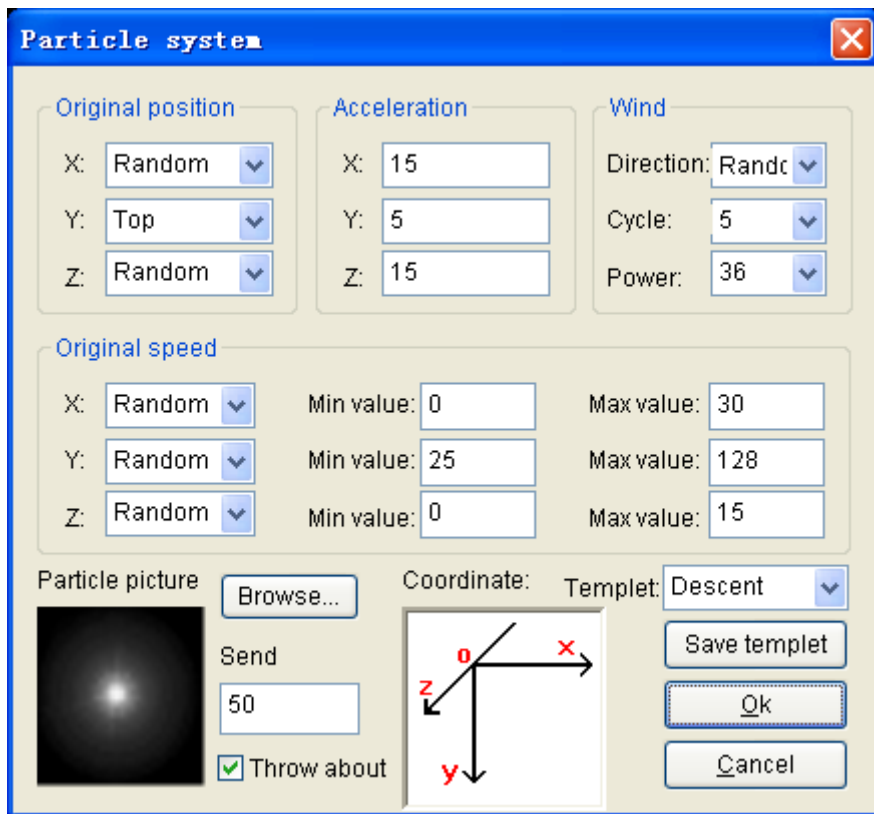 Particle system
Original position Acceleration Wind
X: Random X: 15 Direction: Randc
Y: Top Y: 5 Cycle: 5
Z: Random Z: 15 Power: 36
Original speed
X: Random Min value: 0 Max value: 30
Y: Random Min value: 25 Max value: 128
Z: Random Min value: 0 Max value: 15
Particle picture Browse... Coordinate: Templet: Descent
Send Save templet
50 Ok
Throw about Cancel
o x
z
y